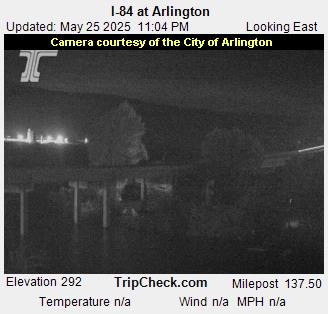 I-84 at Arlington
Updated: May 25 2025 11:04 PM Looking East
Camera courtesy of the City of Arlington
Elevation 292 TripCheck.com Milepost 137.50
Temperature n/a Wind n/a MPH n/a